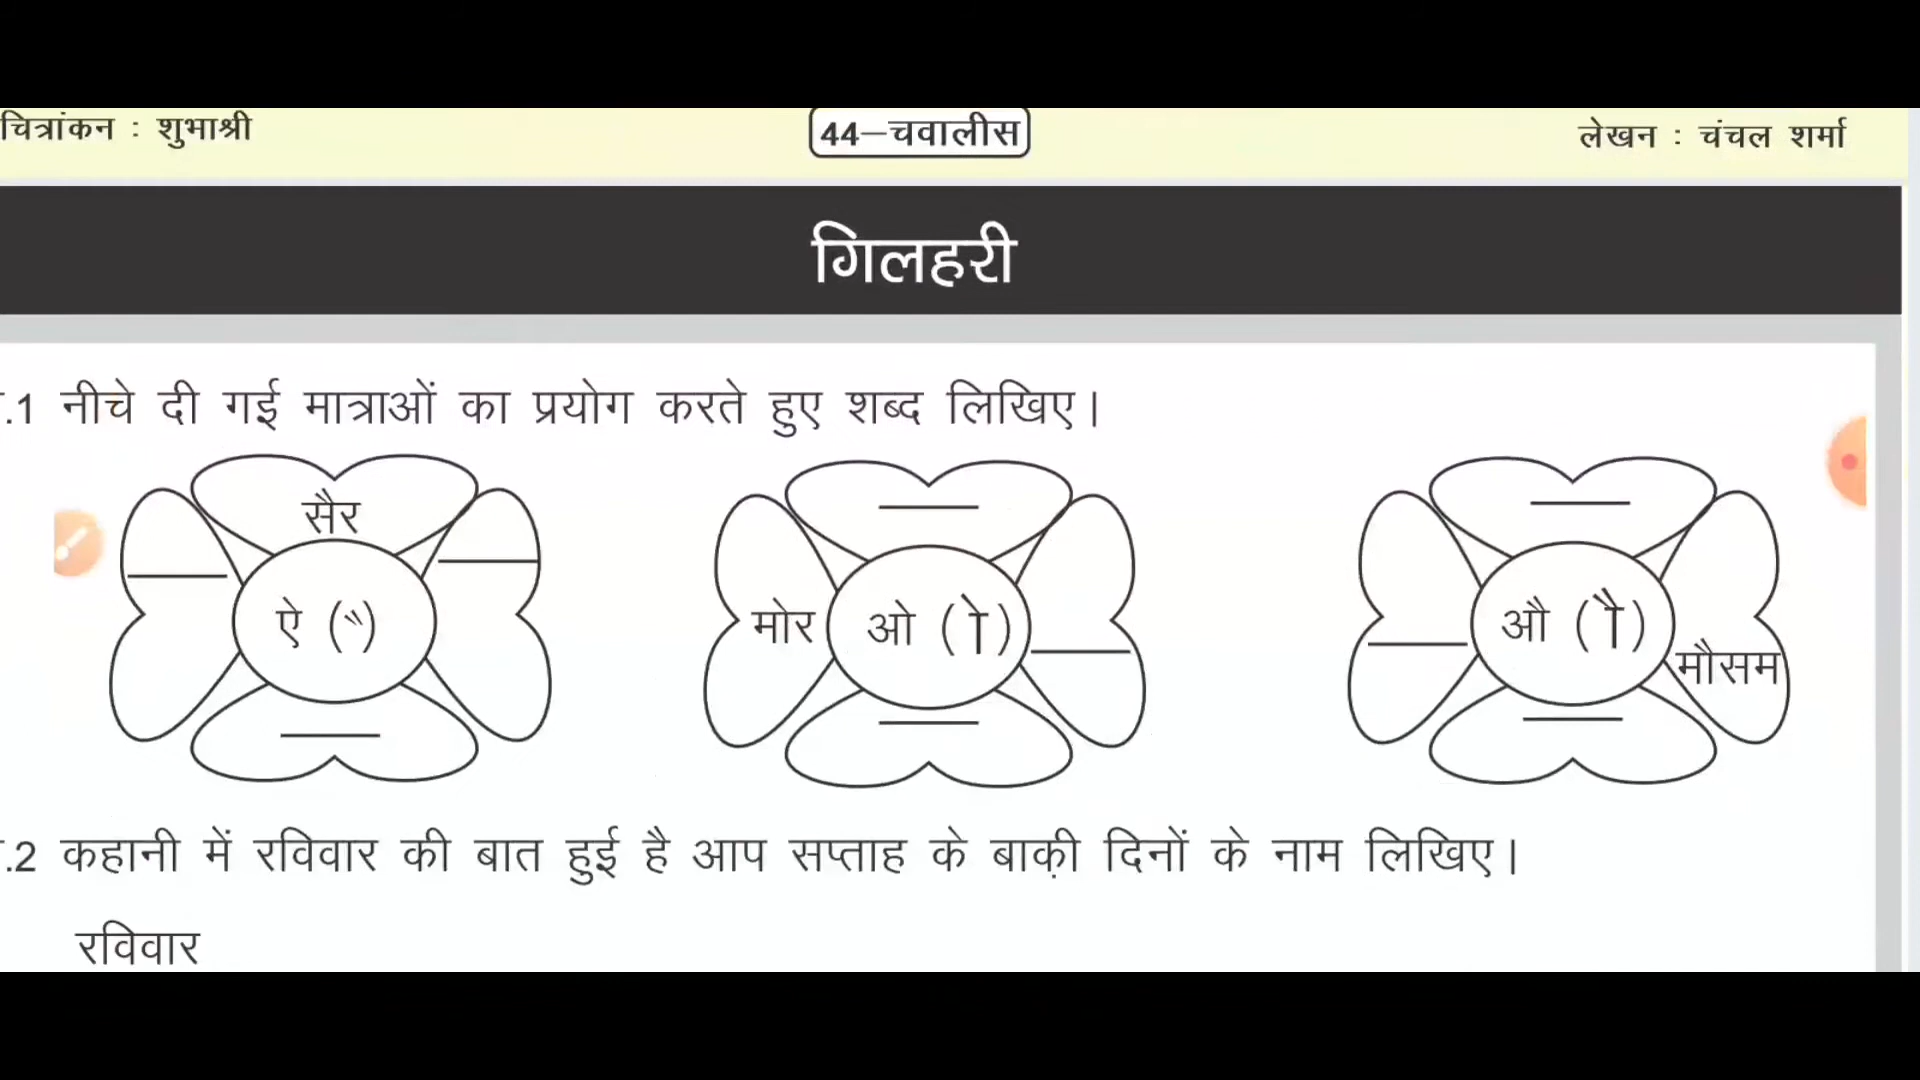 चित्रांकन : शुभाश्री
44–चवालीस
लेखन : चंचल शर्मा
गिलहरी
.1 नीचे दी गई मात्राओं का प्रयोग करते हुए शब्द लिखिए।
सैर
ऐ (ै)
मोर
ओ (ो)
औ (ौ)
मौसम
.2 कहानी में रविवार की बात हुई है आप सप्ताह के बाक़ी दिनों के नाम लिखिए।
रविवार